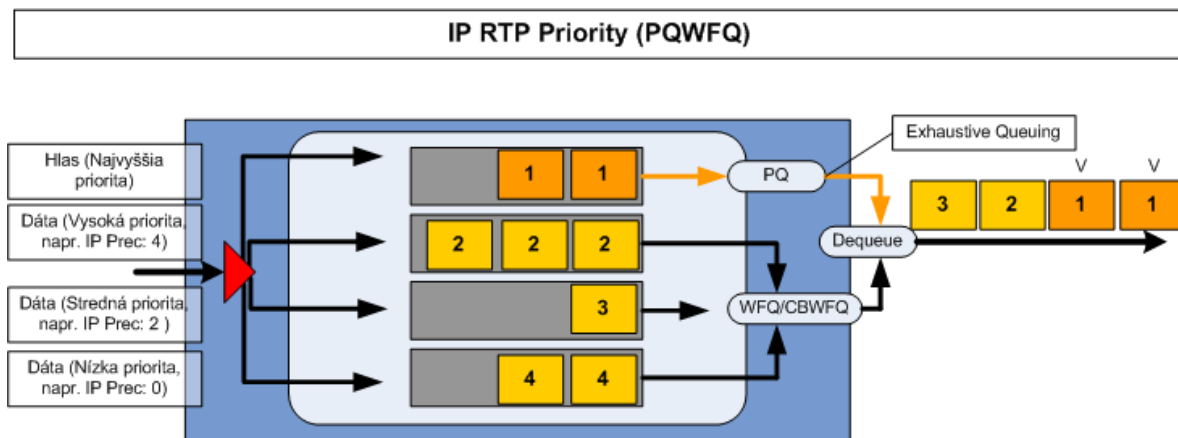 IP RTP Priority (PQWFQ)
Hlas (Najvyššia
priorita)
Dáta (Vysoká priorita,
napr. IP Prec: 4)
Dáta (Stredná priorita,
napr. IP Prec: 2 )
Dáta (Nízka priorita,
napr. IP Prec: 0)
1 1
2 2 2
3
4 4
PQ
WFQ/CBWFQ
Exhaustive Queuing
Dequeue
V V
3 2 1 1